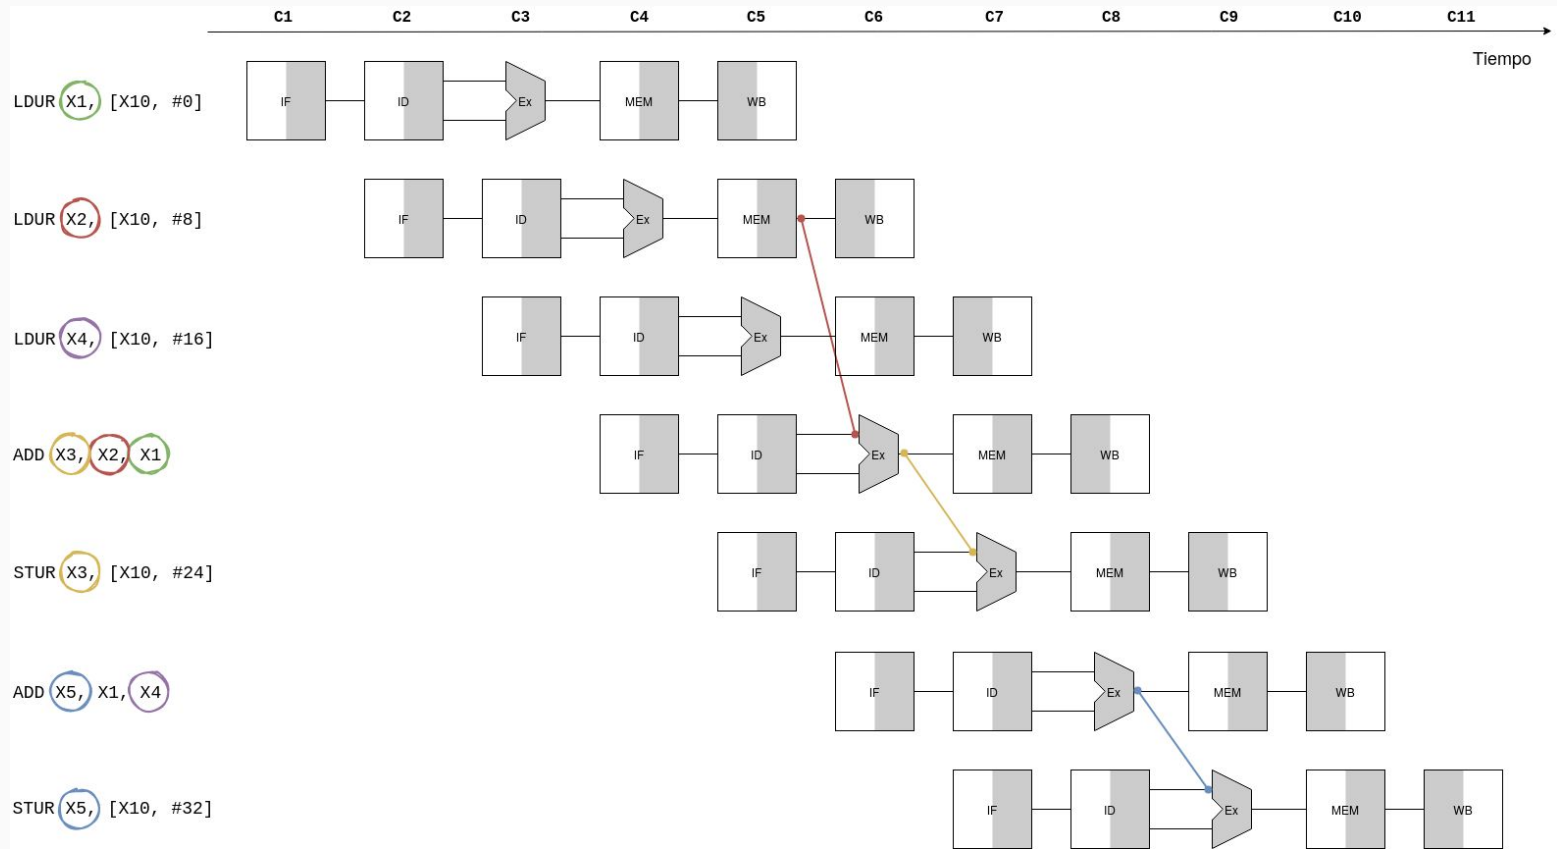 C1 C2 C3 C4 C5 C6 C7 C8 C9 C10 C11
Tiempo
LDUR X1, [X10, #0] IF ID Ex MEM WB
LDUR X2, [X10, #8] IF ID Ex MEM WB
LDUR X4, [X10, #16] IF ID Ex MEM WB
ADD X3, X2, X1 IF ID Ex MEM WB
STUR X3, [X10, #24] IF ID Ex MEM WB
ADD X5, X1, X4 IF ID Ex MEM WB
STUR X5, [X10, #32] IF ID Ex MEM WB